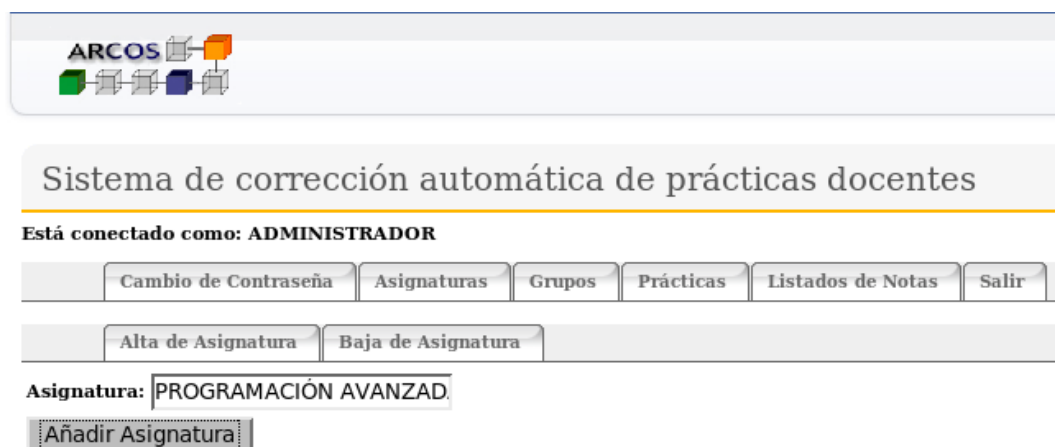 ARCOS
Sistema de corrección automática de prácticas docentes
Está conectado como: ADMINISTRADOR
Cambio de Contraseña Asignaturas Grupos Prácticas Listados de Notas Salir
Alta de Asignatura Baja de Asignatura
Asignatura: PROGRAMACIÓN AVANZAD
Añadir Asignatura